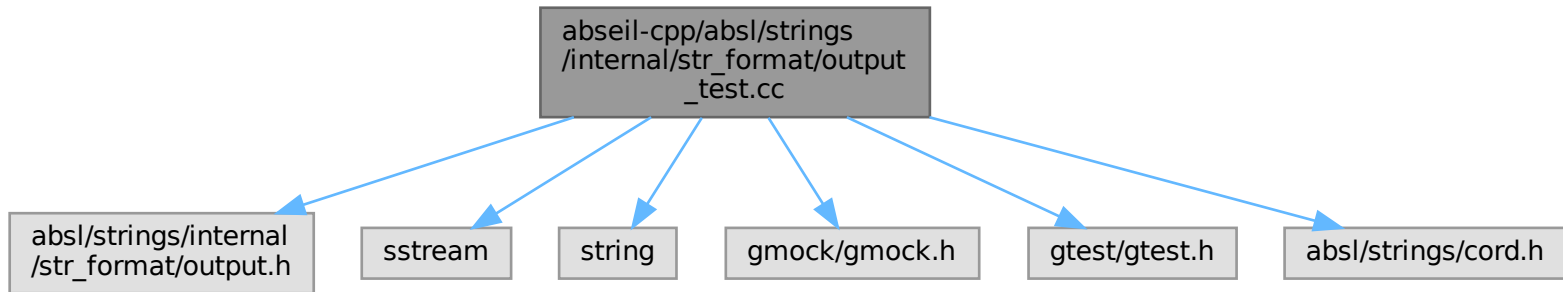 abseil-cpp/absl/strings
/internal/str_format/output
_test.cc
absl/strings/internal
/str_format/output.h
sstream
string
gmock/gmock.h
gtest/gtest.h
absl/strings/cord.h